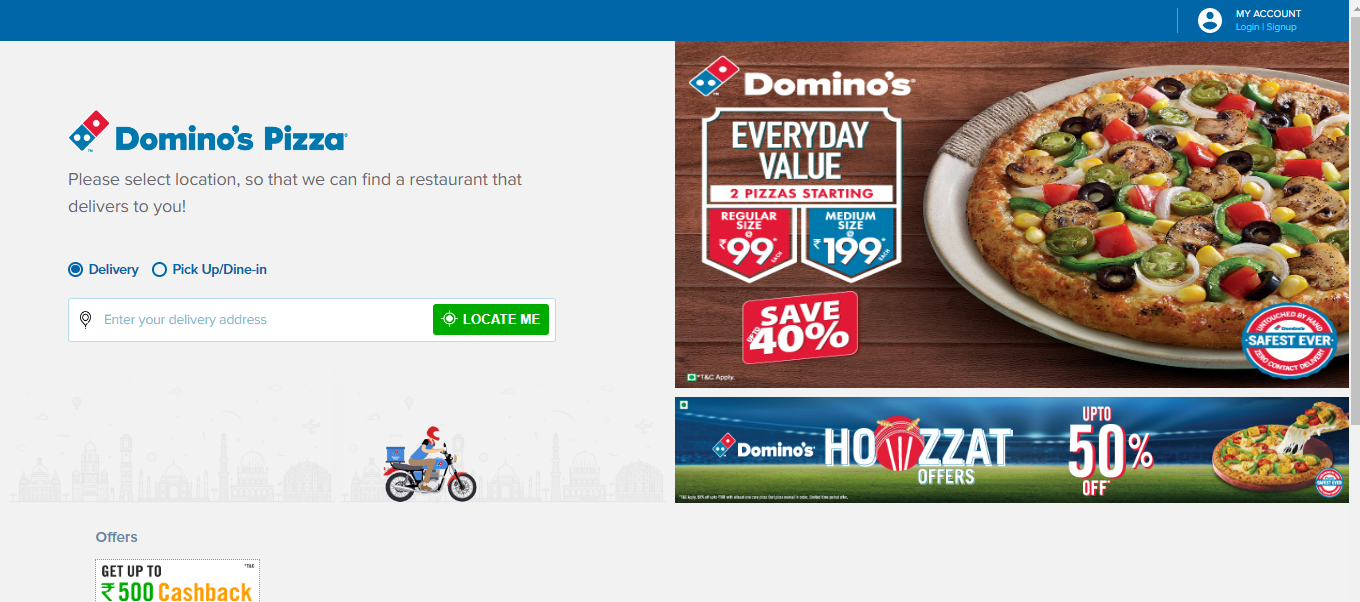 MY ACCOUNT
Login | Signup
Domino's Pizza
Please select location, so that we can find a restaurant that
delivers to you!
Delivery
Pick Up/Dine-in
Enter your delivery address
LOCATE ME
Offers
GET UP TO
*T&C
₹ 500 Cashback
Domino's
EVERYDAY
VALUE
2 PIZZAS STARTING
REGULAR
SIZE
@
₹99*
EACH
MEDIUM
SIZE
@
₹199*
EACH
SAVE
UPTO
40%
*T&C Apply.
UNTOUCHED BY HAND
Domino's
SAFEST EVER
ZERO CONTACT DELIVERY
Domino's
HOWZZAT
OFFERS
UPTO
50%
OFF*
SAFEST EVER